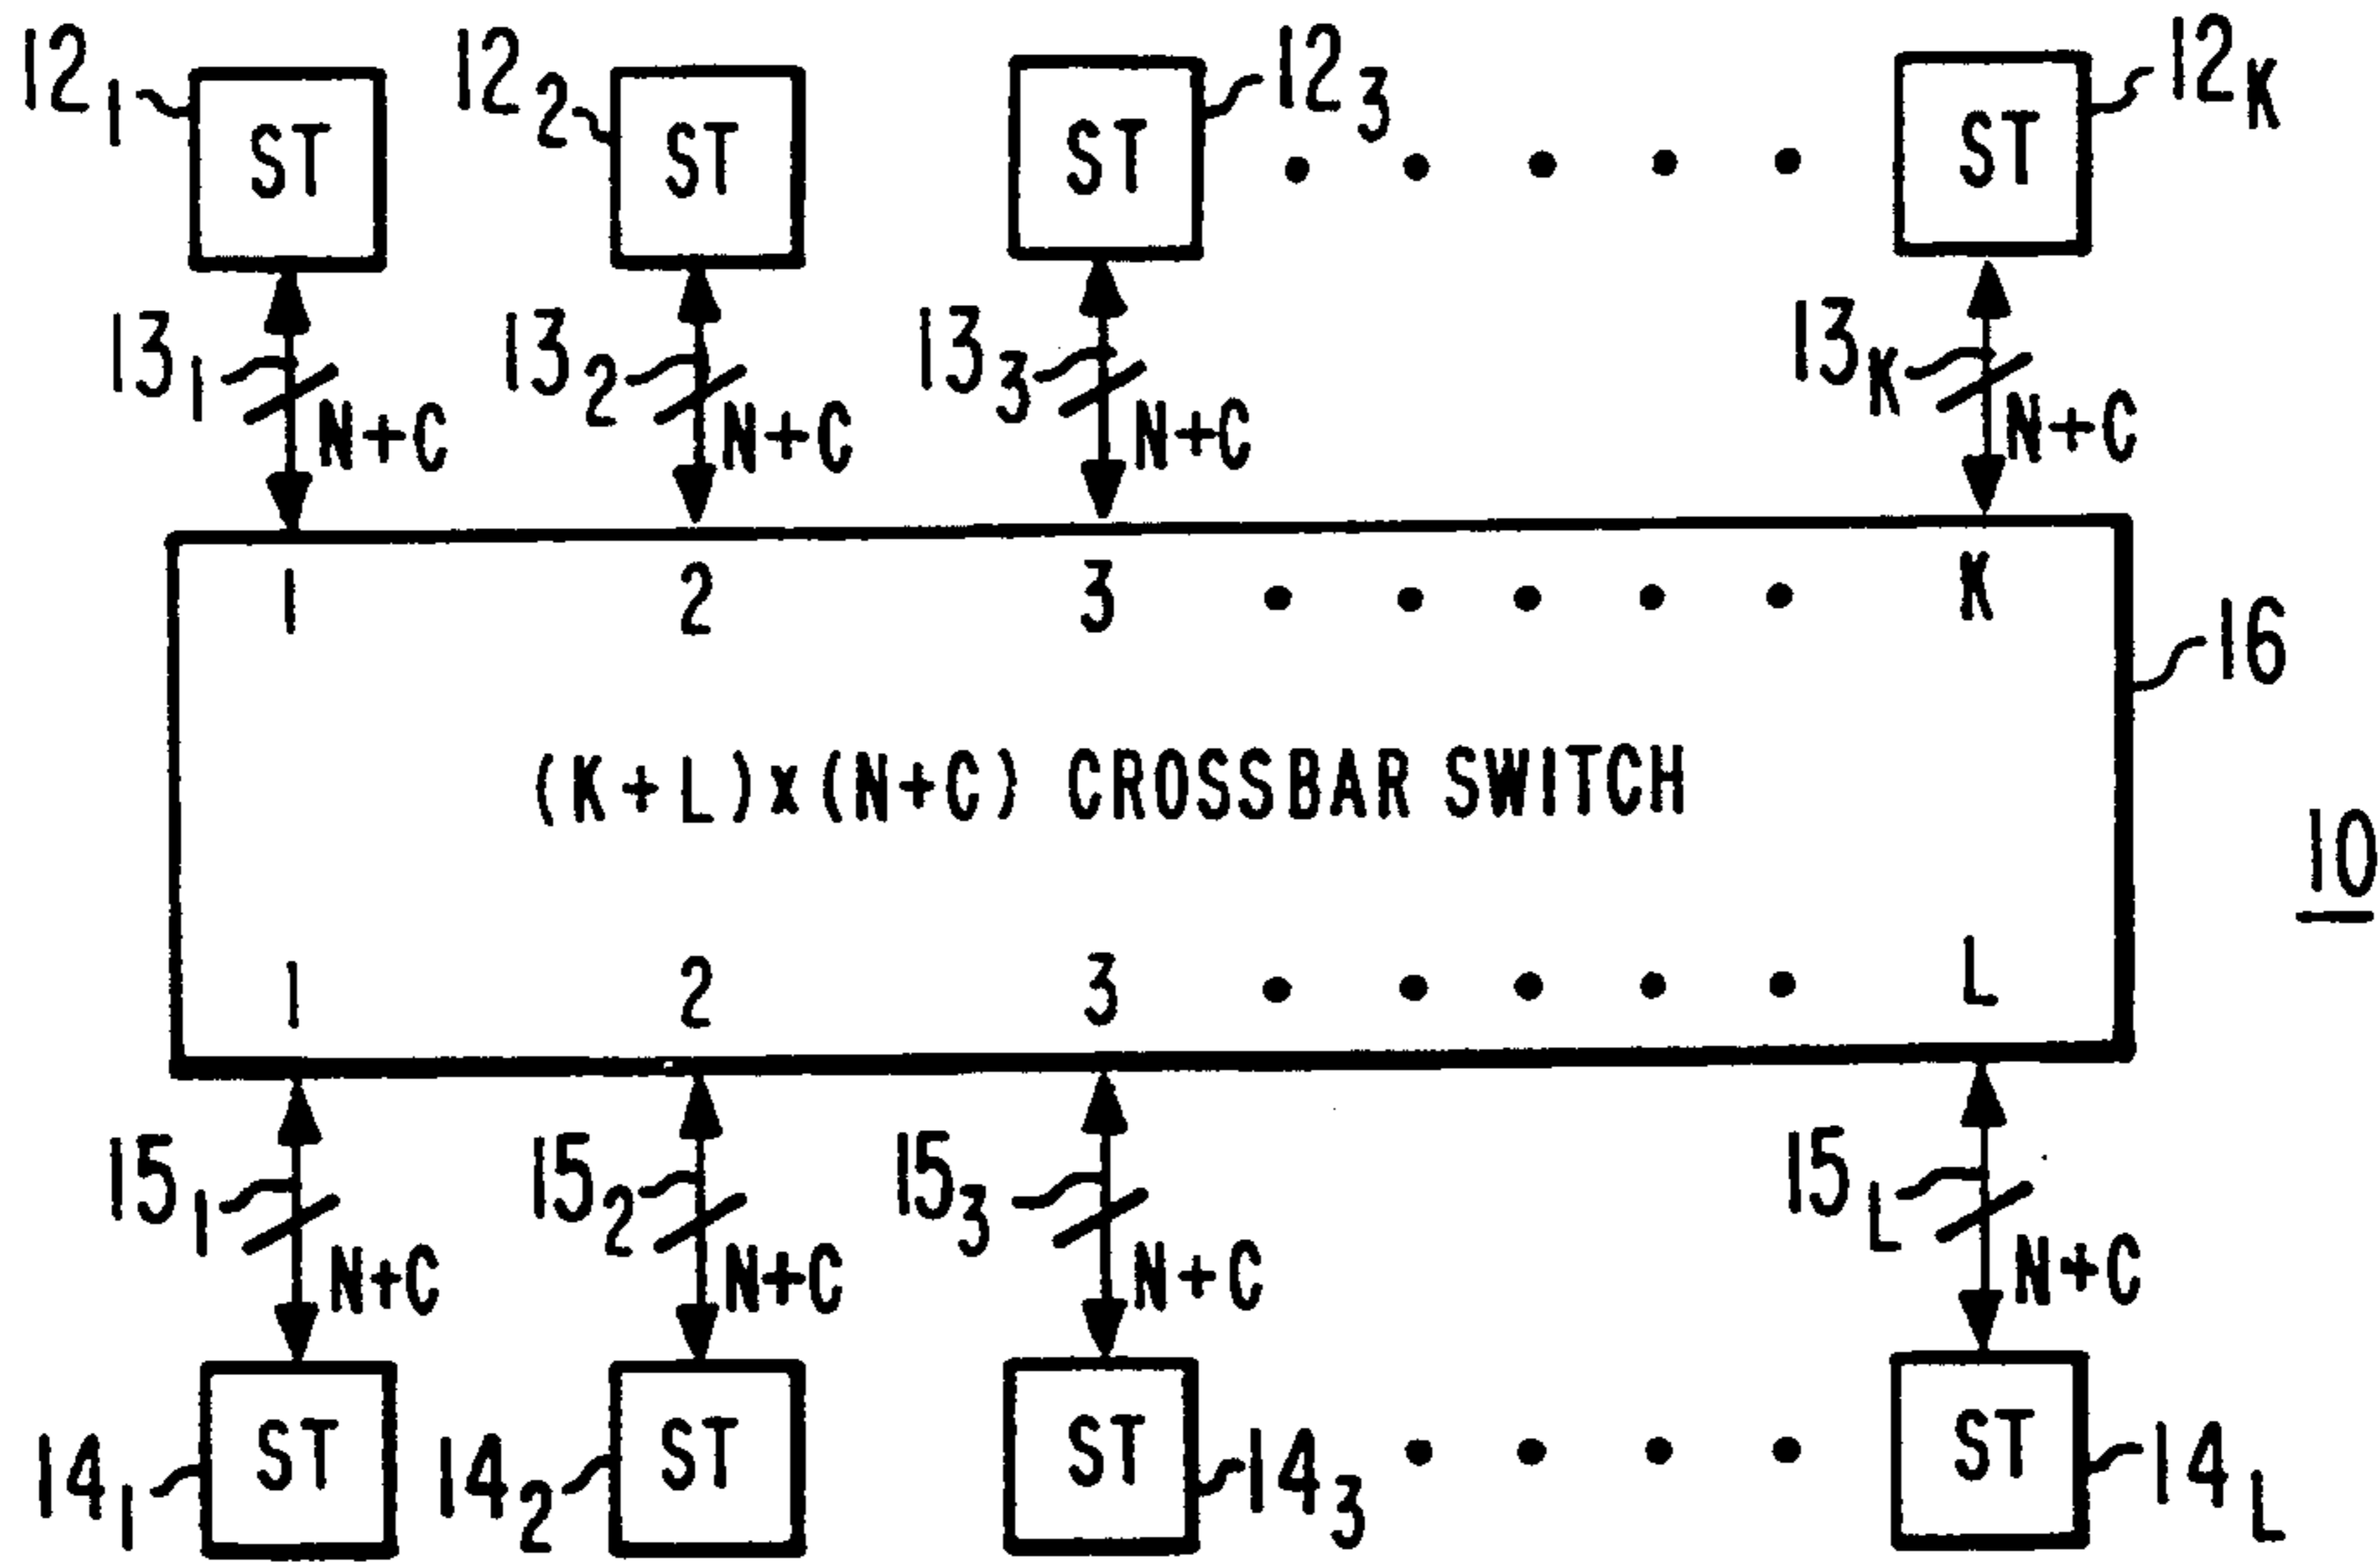 12₁ 12₂ 12₃ 12K
ST ST ST ST
13₁ 13₂ 13₃ 13K
N+C N+C N+C N+C
1 2 3 K
16
(K+L)x(N+C) CROSSBAR SWITCH
10
1 2 3 L
15₁ 15₂ 15₃ 15L
N+C N+C N+C N+C
ST ST ST ST
14₁ 14₂ 14₃ 14L